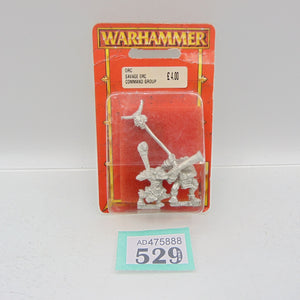 WARHAMMER
ORC
SAVAGE ORC
COMMAND GROUP
£ 4.00
AD475888
529